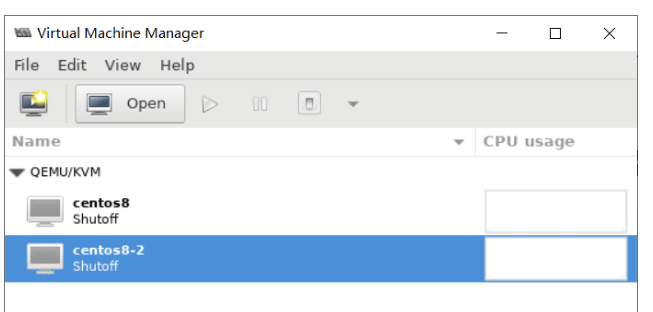 Virtual Machine Manager
File Edit View Help
Open
Name CPU usage
QEMU/KVM
centos8
Shutoff
centos8-2
Shutoff